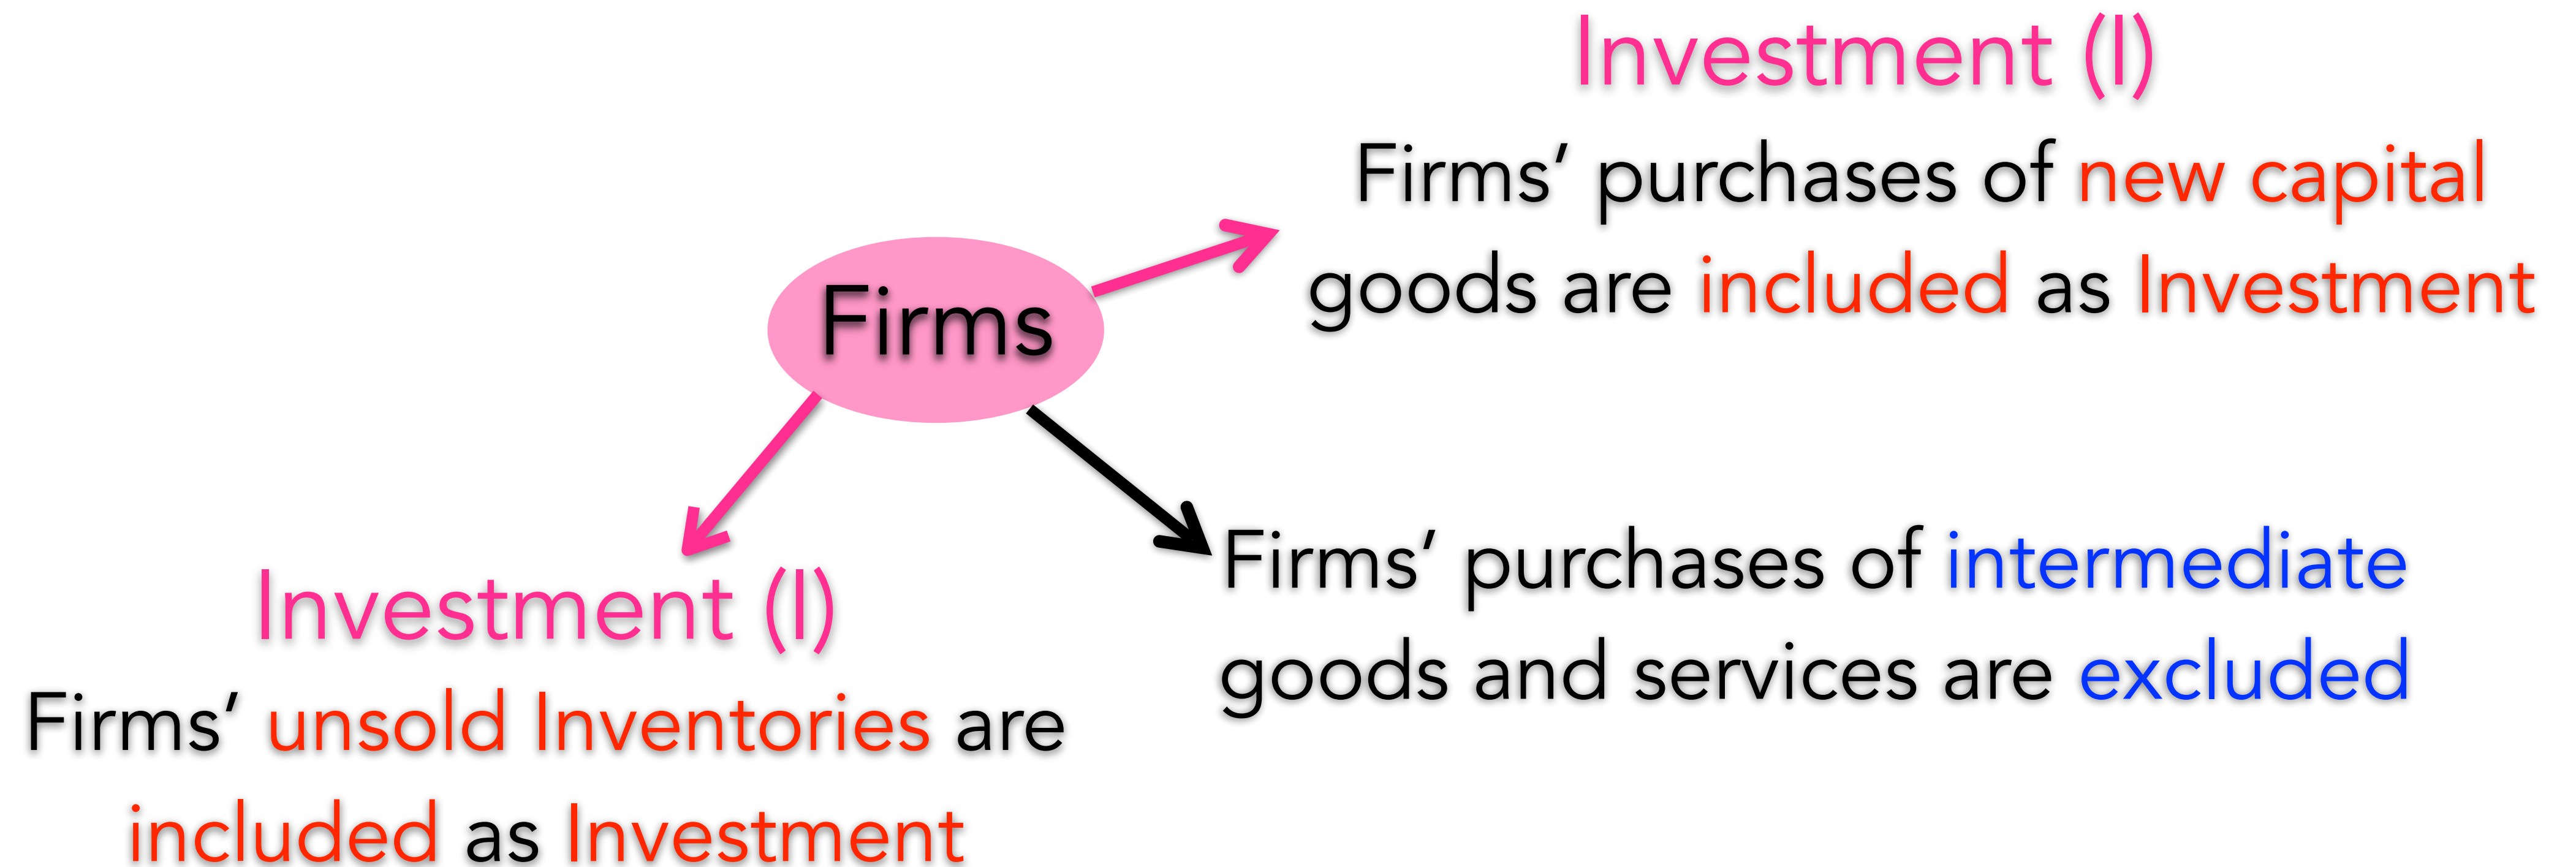 Investment (I)
Firms’ purchases of new capital
goods are included as Investment
Firms
Firms’ purchases of intermediate
goods and services are excluded
Investment (I)
Firms’ unsold Inventories are
included as Investment